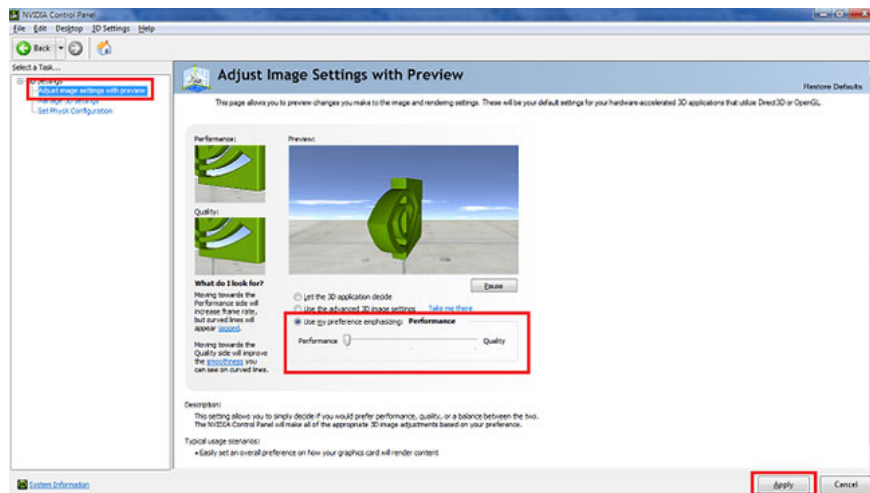 NVIDIA Control Panel
File Edit Desktop 3D Settings Help
Back
Select a Task...
3D Settings
Adjust image settings with preview
Manage 3D settings
Set PhysX Configuration
Adjust Image Settings with Preview
Restore Defaults
This page allows you to preview changes you make to the image and rendering settings. These will be your default settings for your hardware-accelerated 3D applications that utilize Direct3D or OpenGL.
Performance:
Preview:
Quality:
Pause
What do I look for?
Moving towards the
Performance side will
increase frame rate,
but curved lines will
appear jagged.
Moving towards the
Quality side will improve
the smoothness you
can see on curved lines.
Let the 3D application decide
Use the advanced 3D image settings Take me there
Use my preference emphasizing: Performance
Performance Quality
Description:
This setting allows you to simply decide if you would prefer performance, quality, or a balance between the two.
The NVIDIA Control Panel will make all of the appropriate 3D image adjustments based on your preference.
Typical usage scenarios:
• Easily set an overall preference on how your graphics card will render content
System Information
Apply Cancel